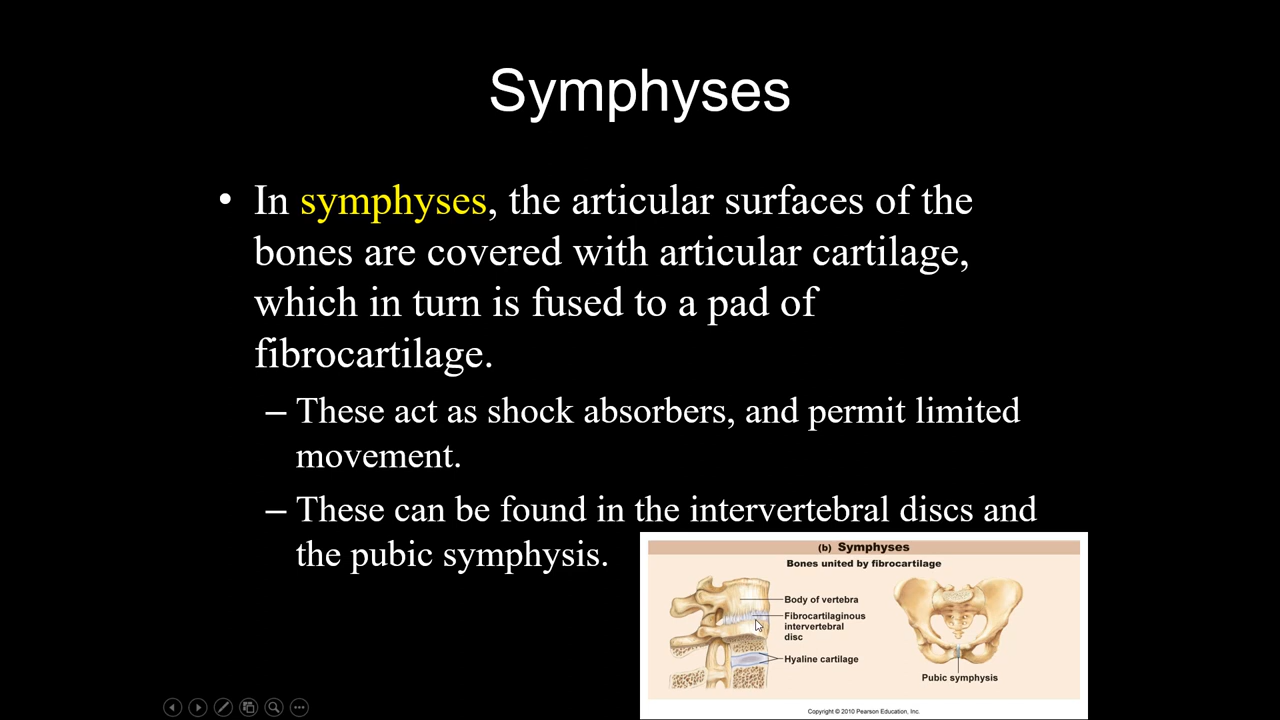 Symphyses
• In symphyses, the articular surfaces of the
bones are covered with articular cartilage,
which in turn is fused to a pad of
fibrocartilage.
– These act as shock absorbers, and permit limited
movement.
– These can be found in the intervertebral discs and
the pubic symphysis.
(b) Symphyses
Bones united by fibrocartilage
Body of vertebra
Fibrocartilaginous
intervertebral
disc
Hyaline cartilage
Pubic symphysis
Copyright © 2010 Pearson Education, Inc.